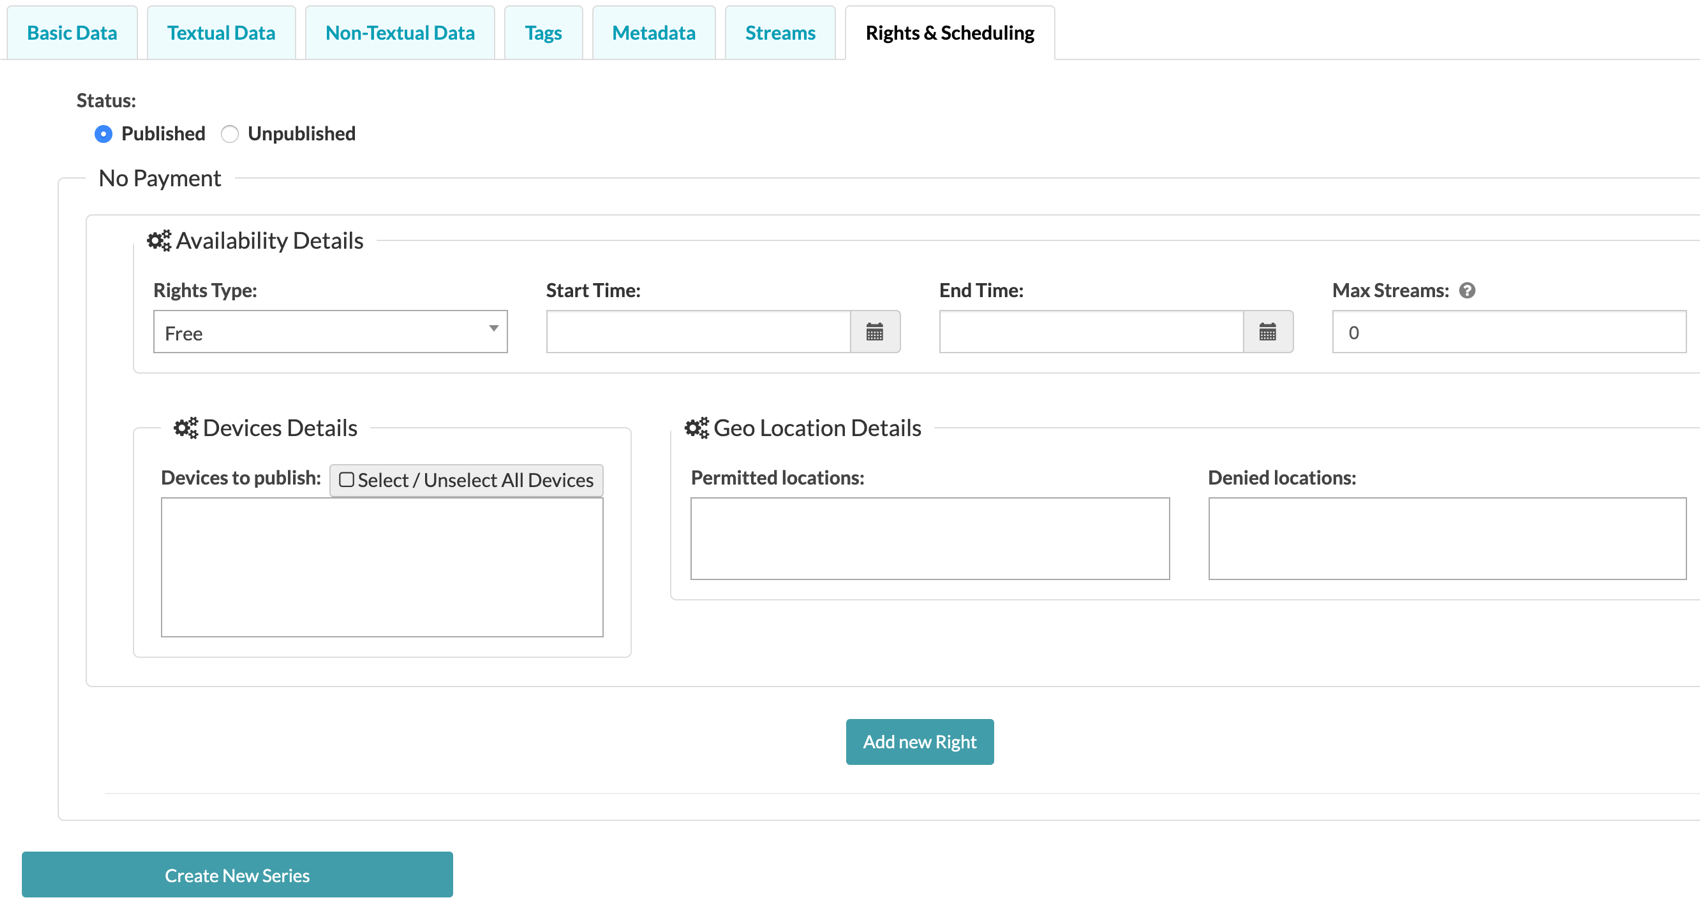 Basic Data Textual Data Non-Textual Data Tags Metadata Streams Rights & Scheduling
Status:
Published Unpublished
No Payment
Availability Details
Rights Type: Start Time: End Time: Max Streams: ?
Free 0
Devices Details Geo Location Details
Devices to publish: Select / Unselect All Devices Permitted locations: Denied locations:
Add new Right
Create New Series